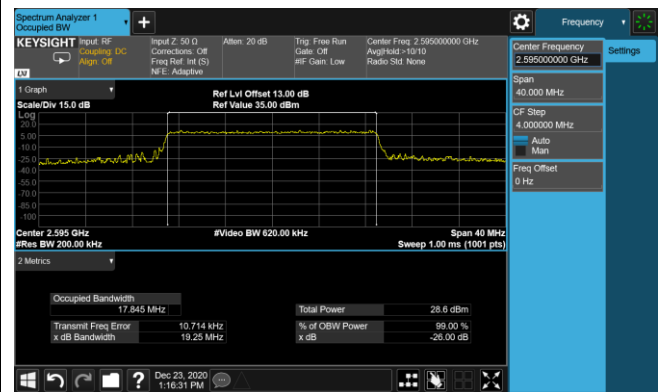 Spectrum Analyzer 1
Occupied BW
+
Frequency
KEYSIGHT
Input: RF
Coupling: DC
Align: Off
Input Z: 50 Ω
Corrections: Off
Freq Ref: Int (S)
NFE: Adaptive
Atten: 20 dB
Trig: Free Run
Gate: Off
#IF Gain: Low
Center Freq: 2.595000000 GHz
Avg|Hold:>10/10
Radio Std: None
LXI
Center Frequency
2.595000000 GHz
Settings
Span
40.000 MHz
CF Step
4.000000 MHz
Auto
Man
Freq Offset
0 Hz
1 Graph
Scale/Div 15.0 dB
Ref Lvl Offset 13.00 dB
Ref Value 35.00 dBm
Log
20.0
5.00
-10.0
-25.0
-40.0
-55.0
-70.0
-85.0
-100
Center 2.595 GHz
#Res BW 200.00 kHz
#Video BW 620.00 kHz
Span 40 MHz
Sweep 1.00 ms (1001 pts)
2 Metrics
Occupied Bandwidth
17.845 MHz
Total Power 28.6 dBm
Transmit Freq Error 10.714 kHz
% of OBW Power 99.00 %
x dB Bandwidth 19.25 MHz
x dB -26.00 dB
?
Dec 23, 2020
1:16:31 PM